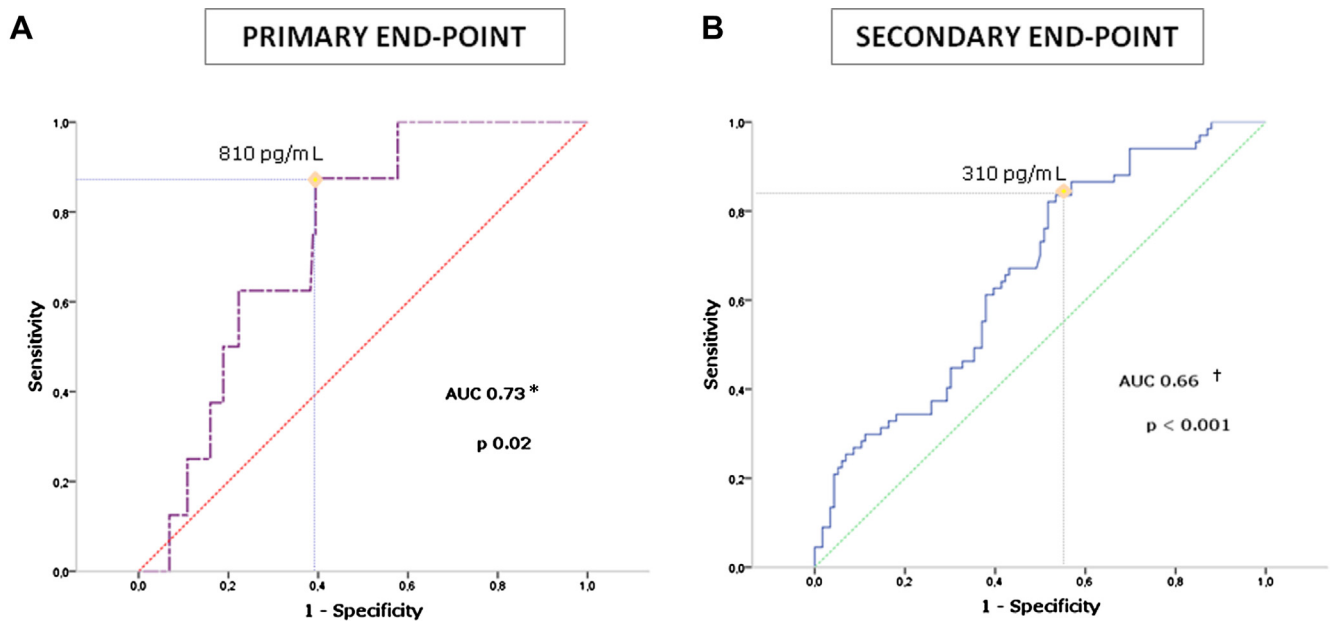 A
PRIMARY END-POINT
1,0
0,8
0,6
0,4
0,2
0,0
Sensitivity
810 pg/mL
AUC 0.73 *
p 0.02
0,0 0,2 0,4 0,6 0,8 1,0
1 - Specificity
B
SECONDARY END-POINT
1,0
0,8
0,6
0,4
0,2
0,0
Sensitivity
310 pg/mL
AUC 0.66 †
p < 0.001
0,0 0,2 0,4 0,6 0,8 1,0
1 - Specificity